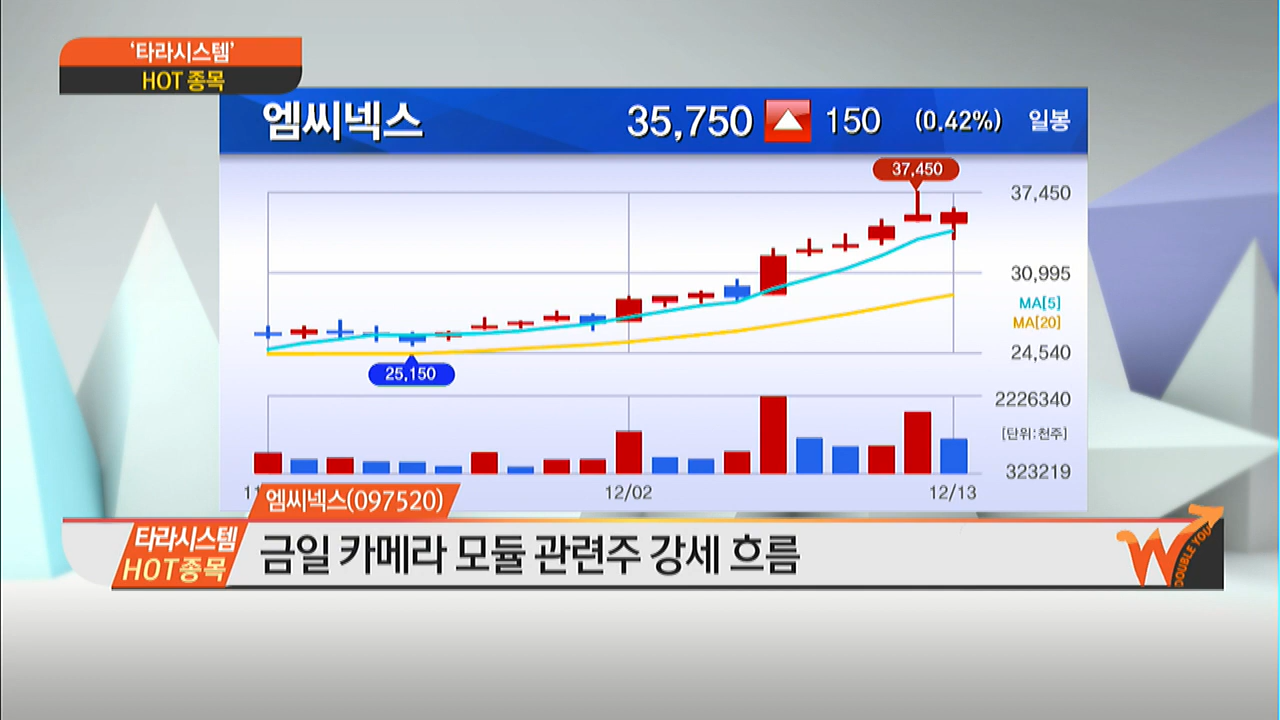 ‘타라시스템’
HOT 종목
엠씨넥스 35,750 150 (0.42%) 일봉
37,450
37,450
30,995
MA[5]
MA[20]
24,540
25,150
2226340
[단위:천주]
323219
12/02 12/13
엠씨넥스(097520)
타라시스템
HOT종목
금일 카메라 모듈 관련주 강세 흐름
W
DOUBLE YOU